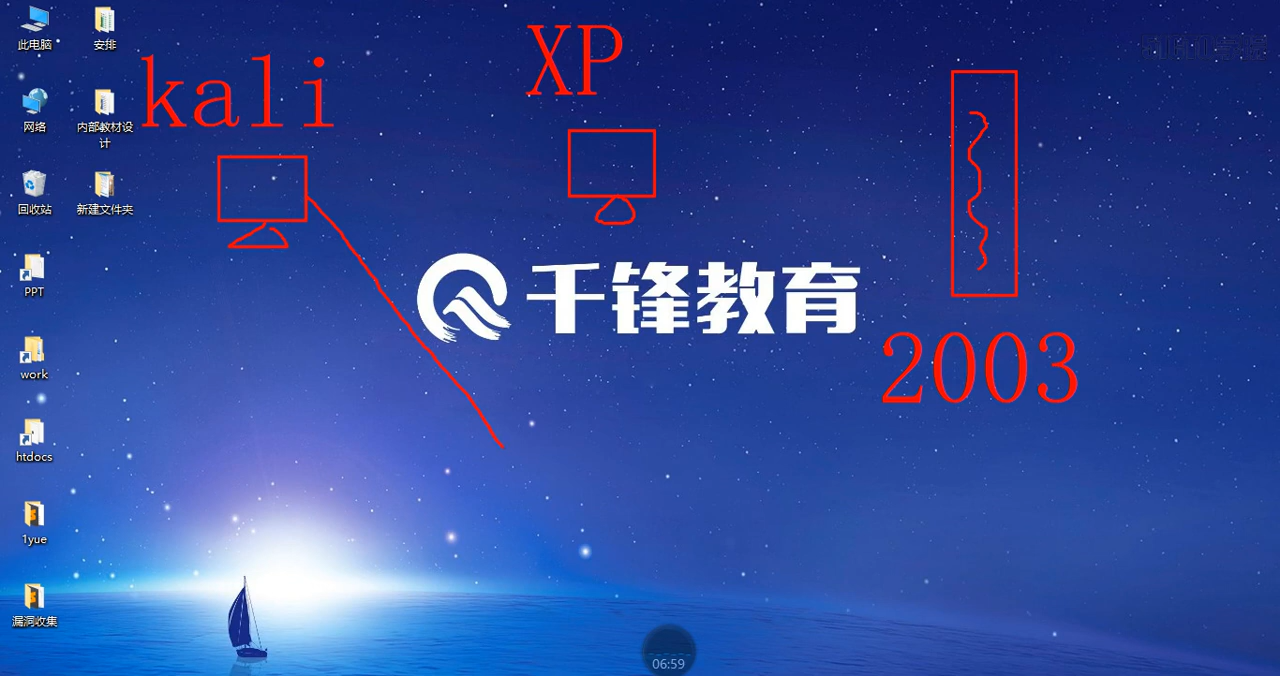 此电脑
安排
kali
XP
网络
内部教材设
计
回收站
新建文件夹
千锋教育
PPT
2003
work
htdocs
1yue
漏洞收集
06:59